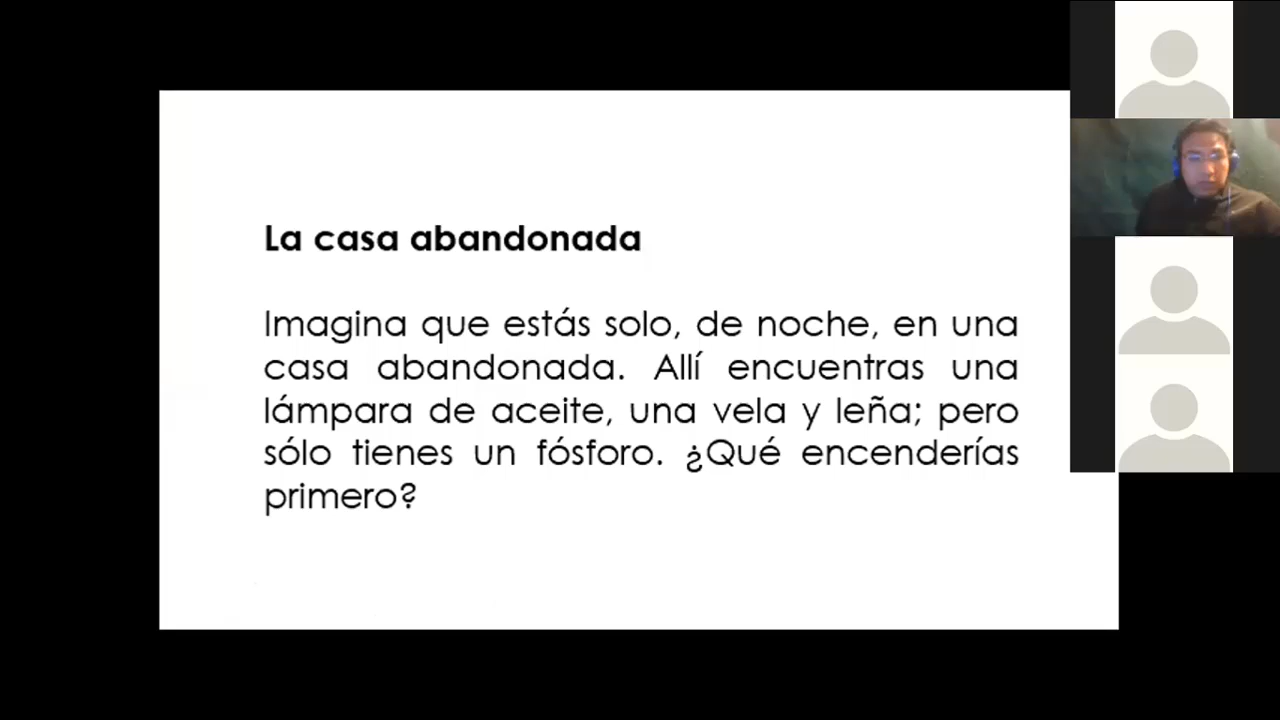 La casa abandonada
Imagina que estás solo, de noche, en una
casa abandonada. Allí encuentras una
lámpara de aceite, una vela y leña; pero
sólo tienes un fósforo. ¿Qué encenderías
primero?